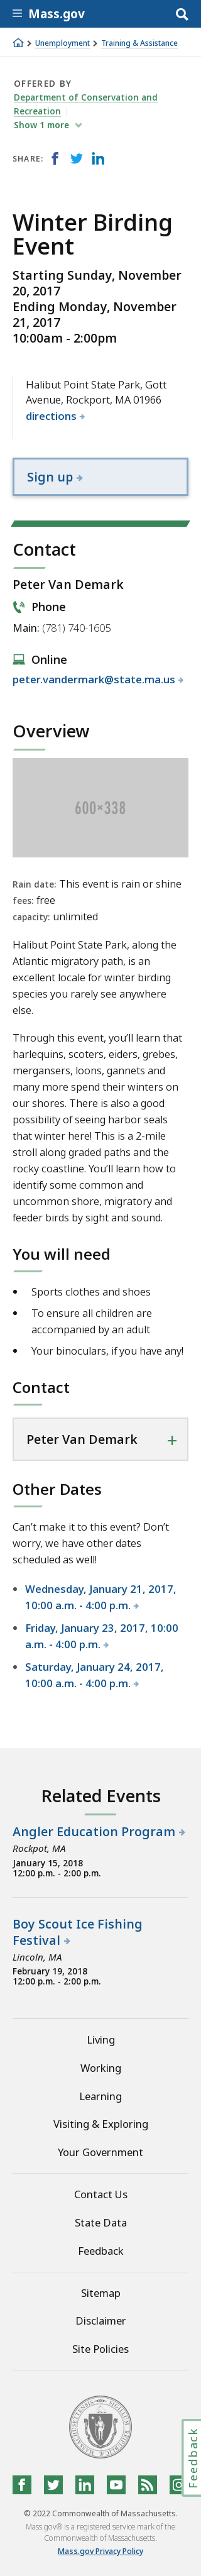 Mass.gov
Unemployment
Training & Assistance
OFFERED BY
Department of Conservation and
Recreation
Show 1 more
SHARE:
Winter Birding
Event
Starting Sunday, November
20, 2017
Ending Monday, November
21, 2017
10:00am - 2:00pm
Halibut Point State Park, Gott
Avenue, Rockport, MA 01966
directions
Sign up
Contact
Peter Van Demark
Phone
Main: (781) 740-1605
Online
peter.vandermark@state.ma.us
Overview
600×338
Rain date: This event is rain or shine
fees: free
capacity: unlimited
Halibut Point State Park, along the
Atlantic migratory path, is an
excellent locale for winter birding
species you rarely see anywhere
else.
Through this event, you’ll learn that
harlequins, scoters, eiders, grebes,
mergansers, loons, gannets and
many more spend their winters on
our shores. There is also a good
possibility of seeing harbor seals
that winter here! This is a 2-mile
stroll along graded paths and the
rocky coastline. You’ll learn how to
identify some common and
uncommon shore, migratory and
feeder birds by sight and sound.
You will need
Sports clothes and shoes
To ensure all children are
accompanied by an adult
Your binoculars, if you have any!
Contact
Peter Van Demark
Other Dates
Can’t make it to this event? Don’t
worry, we have other dates
scheduled as well!
Wednesday, January 21, 2017,
10:00 a.m. - 4:00 p.m.
Friday, January 23, 2017, 10:00
a.m. - 4:00 p.m.
Saturday, January 24, 2017,
10:00 a.m. - 4:00 p.m.
Related Events
Angler Education Program
Rockpot, MA
January 15, 2018
12:00 p.m. - 2:00 p.m.
Boy Scout Ice Fishing
Festival
Lincoln, MA
February 19, 2018
12:00 p.m. - 2:00 p.m.
Living
Working
Learning
Visiting & Exploring
Your Government
Contact Us
State Data
Feedback
Sitemap
Disclaimer
Site Policies
Feedback
© 2022 Commonwealth of Massachusetts.
Mass.gov® is a registered service mark of the
Commonwealth of Massachusetts.
Mass.gov Privacy Policy